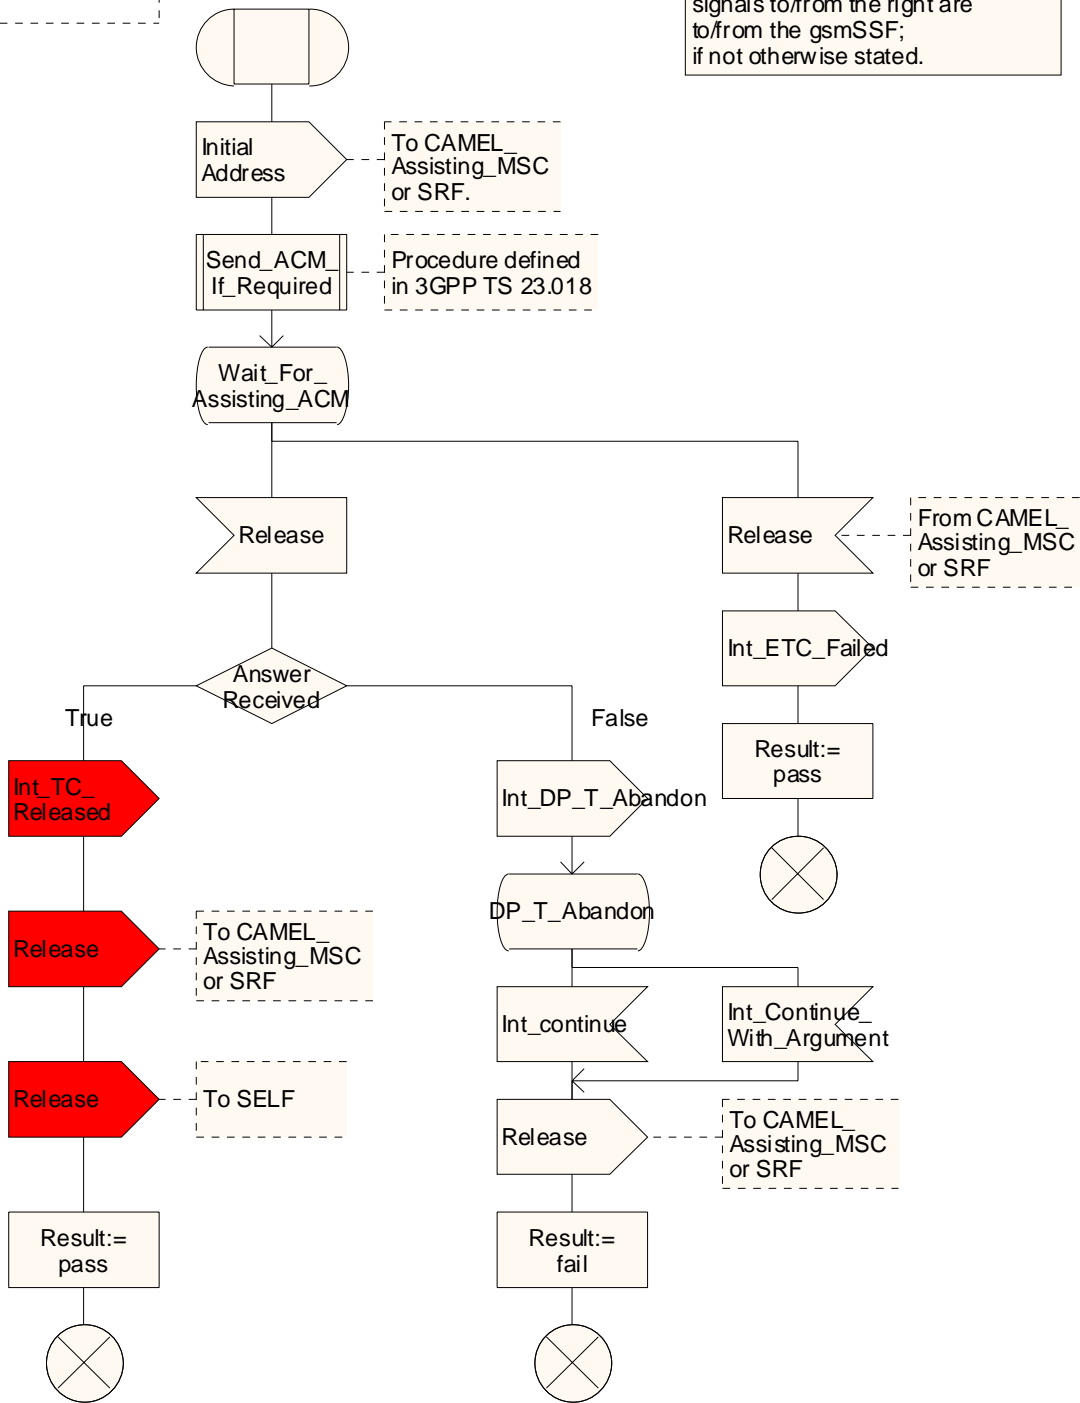 signals to/from the right are
to/from the gsmSSF;
if not otherwise stated.
Initial
Address
To CAMEL_
Assisting_MSC
or SRF.
Send_ACM_
If_Required
Procedure defined
in 3GPP TS 23.018
Wait_For_
Assisting_ACM
Release
Release
From CAMEL_
Assisting_MSC
or SRF
Int_ETC_Failed
Answer
Received
True
False
Result:=
pass
Int_TC_
Released
Int_DP_T_Abandon
Release
To CAMEL_
Assisting_MSC
or SRF
DP_T_Abandon
Int_continue
Int_Continue_
With_Argument
Release
To SELF
Release
To CAMEL_
Assisting_MSC
or SRF
Result:=
pass
Result:=
fail